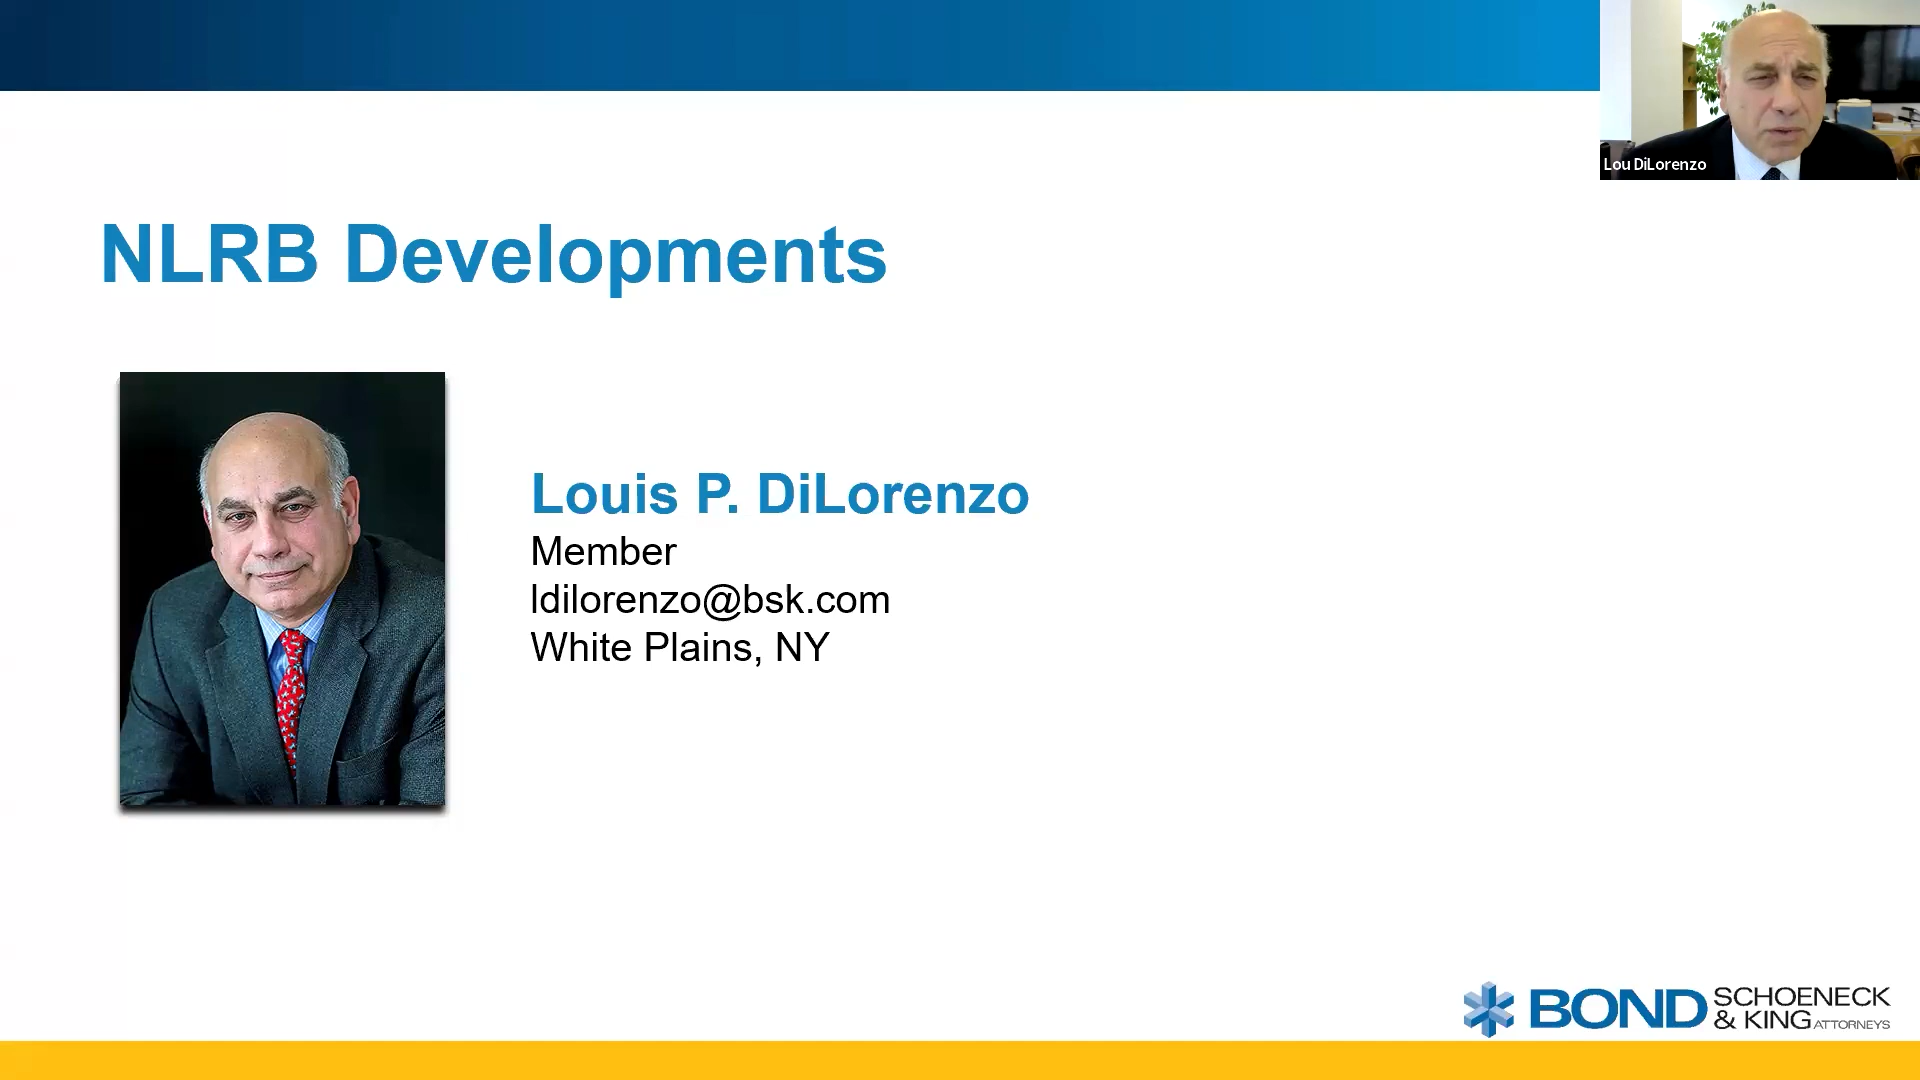 Lou DiLorenzo
NLRB Developments
Louis P. DiLorenzo
Member
ldilorenzo@bsk.com
White Plains, NY
BOND SCHOENECK
& KING ATTORNEYS